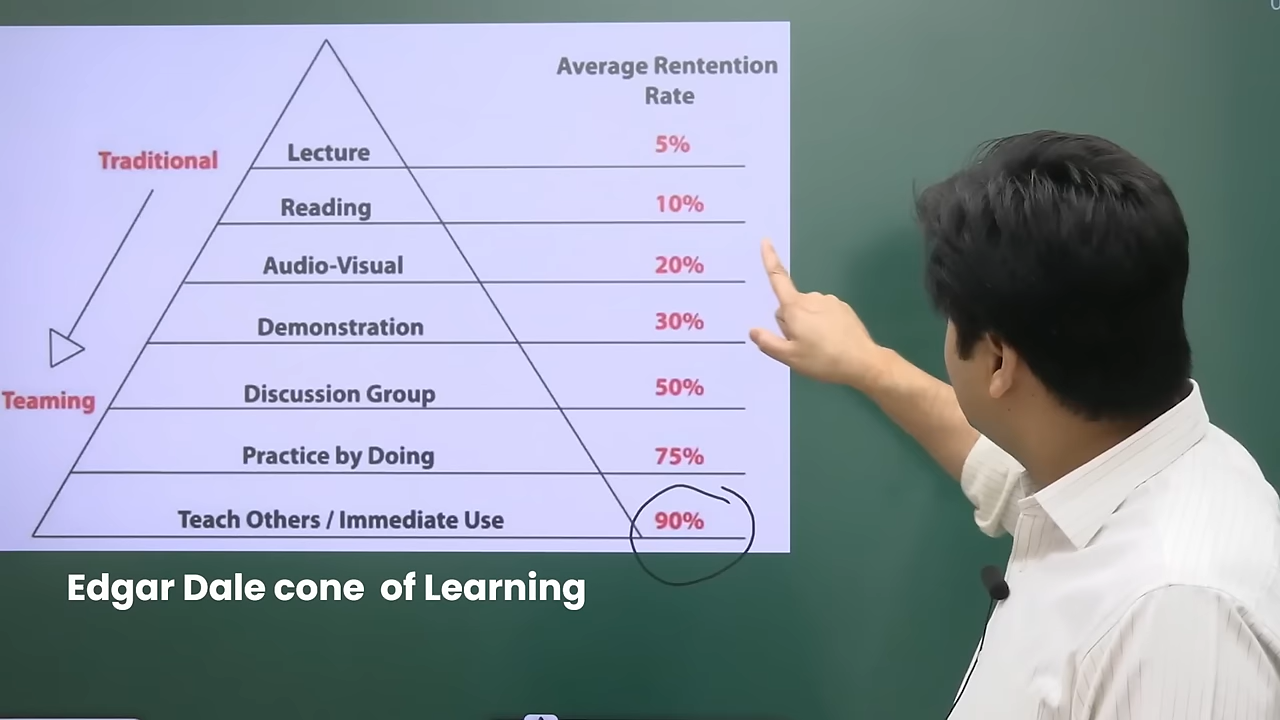 Average Rentention
Rate
Traditional
Lecture 5%
Reading 10%
Audio-Visual 20%
Demonstration 30%
Teaming
Discussion Group 50%
Practice by Doing 75%
Teach Others / Immediate Use 90%
Edgar Dale cone of Learning